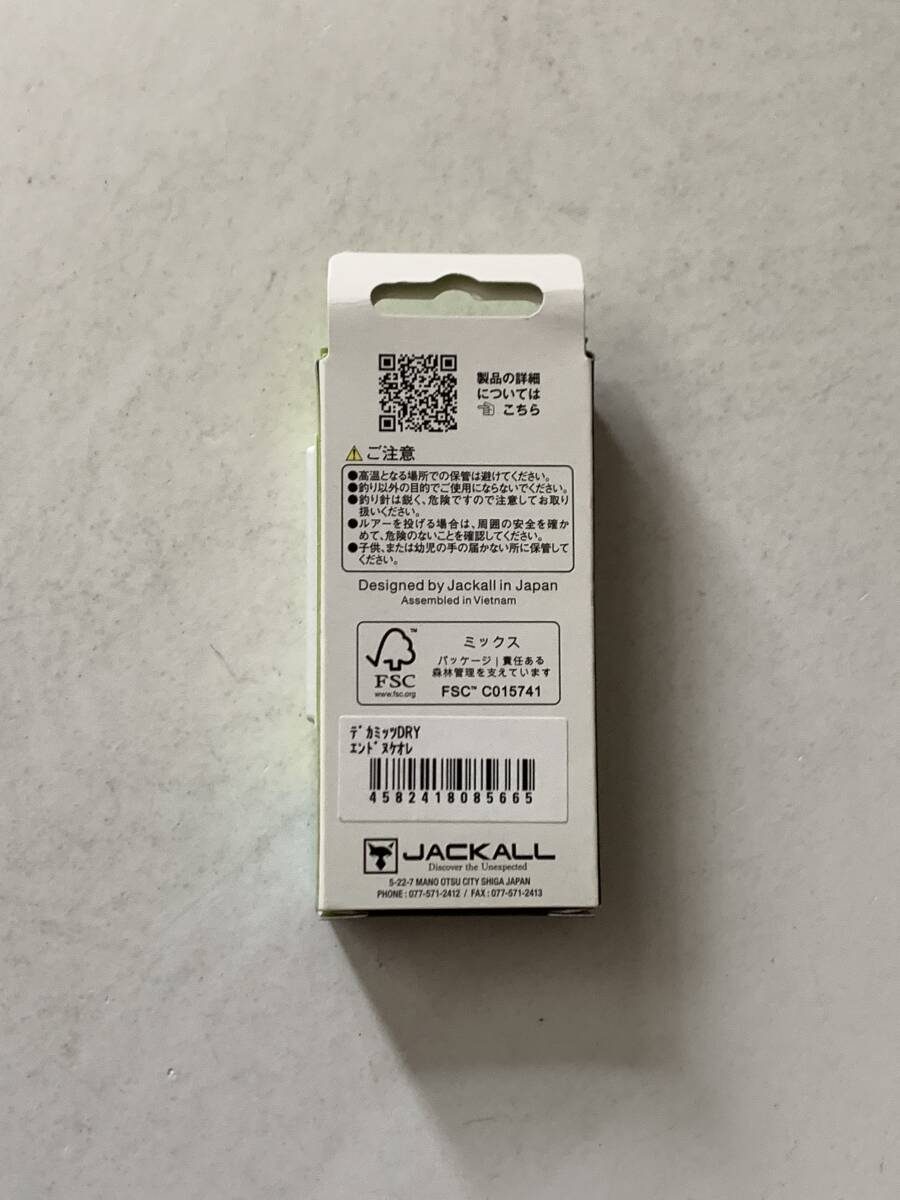 製品の詳細
については
☜ こちら
⚠ご注意
●高温となる場所での保管は避けてください。
●釣り以外の目的でご使用にならないでください。
●釣り針は鋭く、危険ですので注意してお取り
扱いください。
●ルアーを投げる場合は、周囲の安全を確か
めて、危険のないことを確認してください。
●子供、または幼児の手の届かない所に保管して
ください。
Designed by Jackall in Japan
Assembled in Vietnam
FSC
www.fsc.org
ミックス
パッケージ | 責任ある
森林管理を支えています
FSC™ C015741
ﾃﾞｶﾐｯﾂDRY
ｴﾝﾄﾞﾇｹｵﾚ
4582418085665
JACKALL
Discover the Unexpected
5-22-7 MANO OTSU CITY SHIGA JAPAN
PHONE : 077-571-2412 / FAX : 077-571-2413